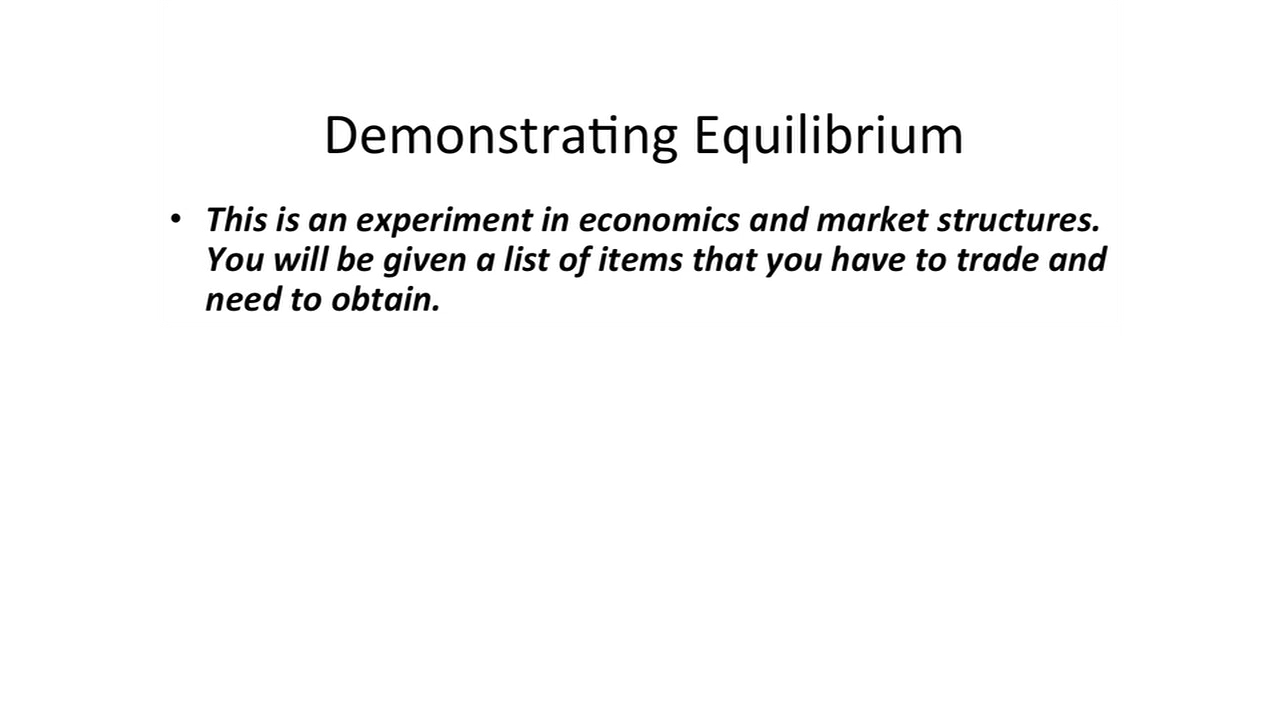 Demonstrating Equilibrium
• This is an experiment in economics and market structures.
You will be given a list of items that you have to trade and
need to obtain.